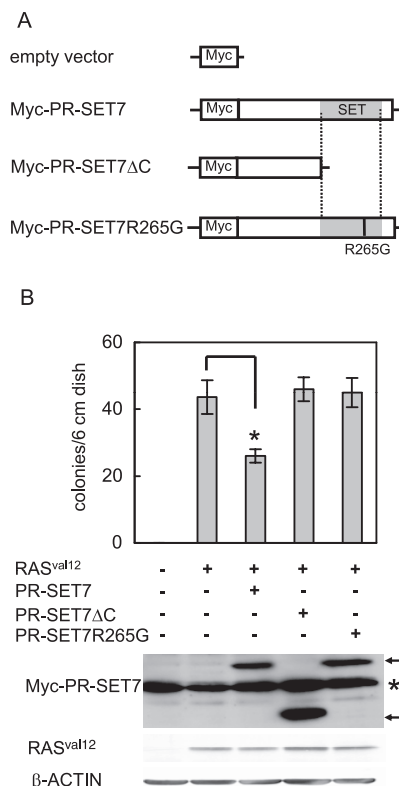 A
empty vector Myc
Myc-PR-SET7 Myc SET
Myc-PR-SET7ΔC Myc
Myc-PR-SET7R265G Myc
R265G
B
colonies/6 cm dish
60
40
20
0
*
RASval12 - + + + +
PR-SET7 - - + - -
PR-SET7ΔC - - - + -
PR-SET7R265G - - - - +
Myc-PR-SET7 *
RASval12
β-ACTIN